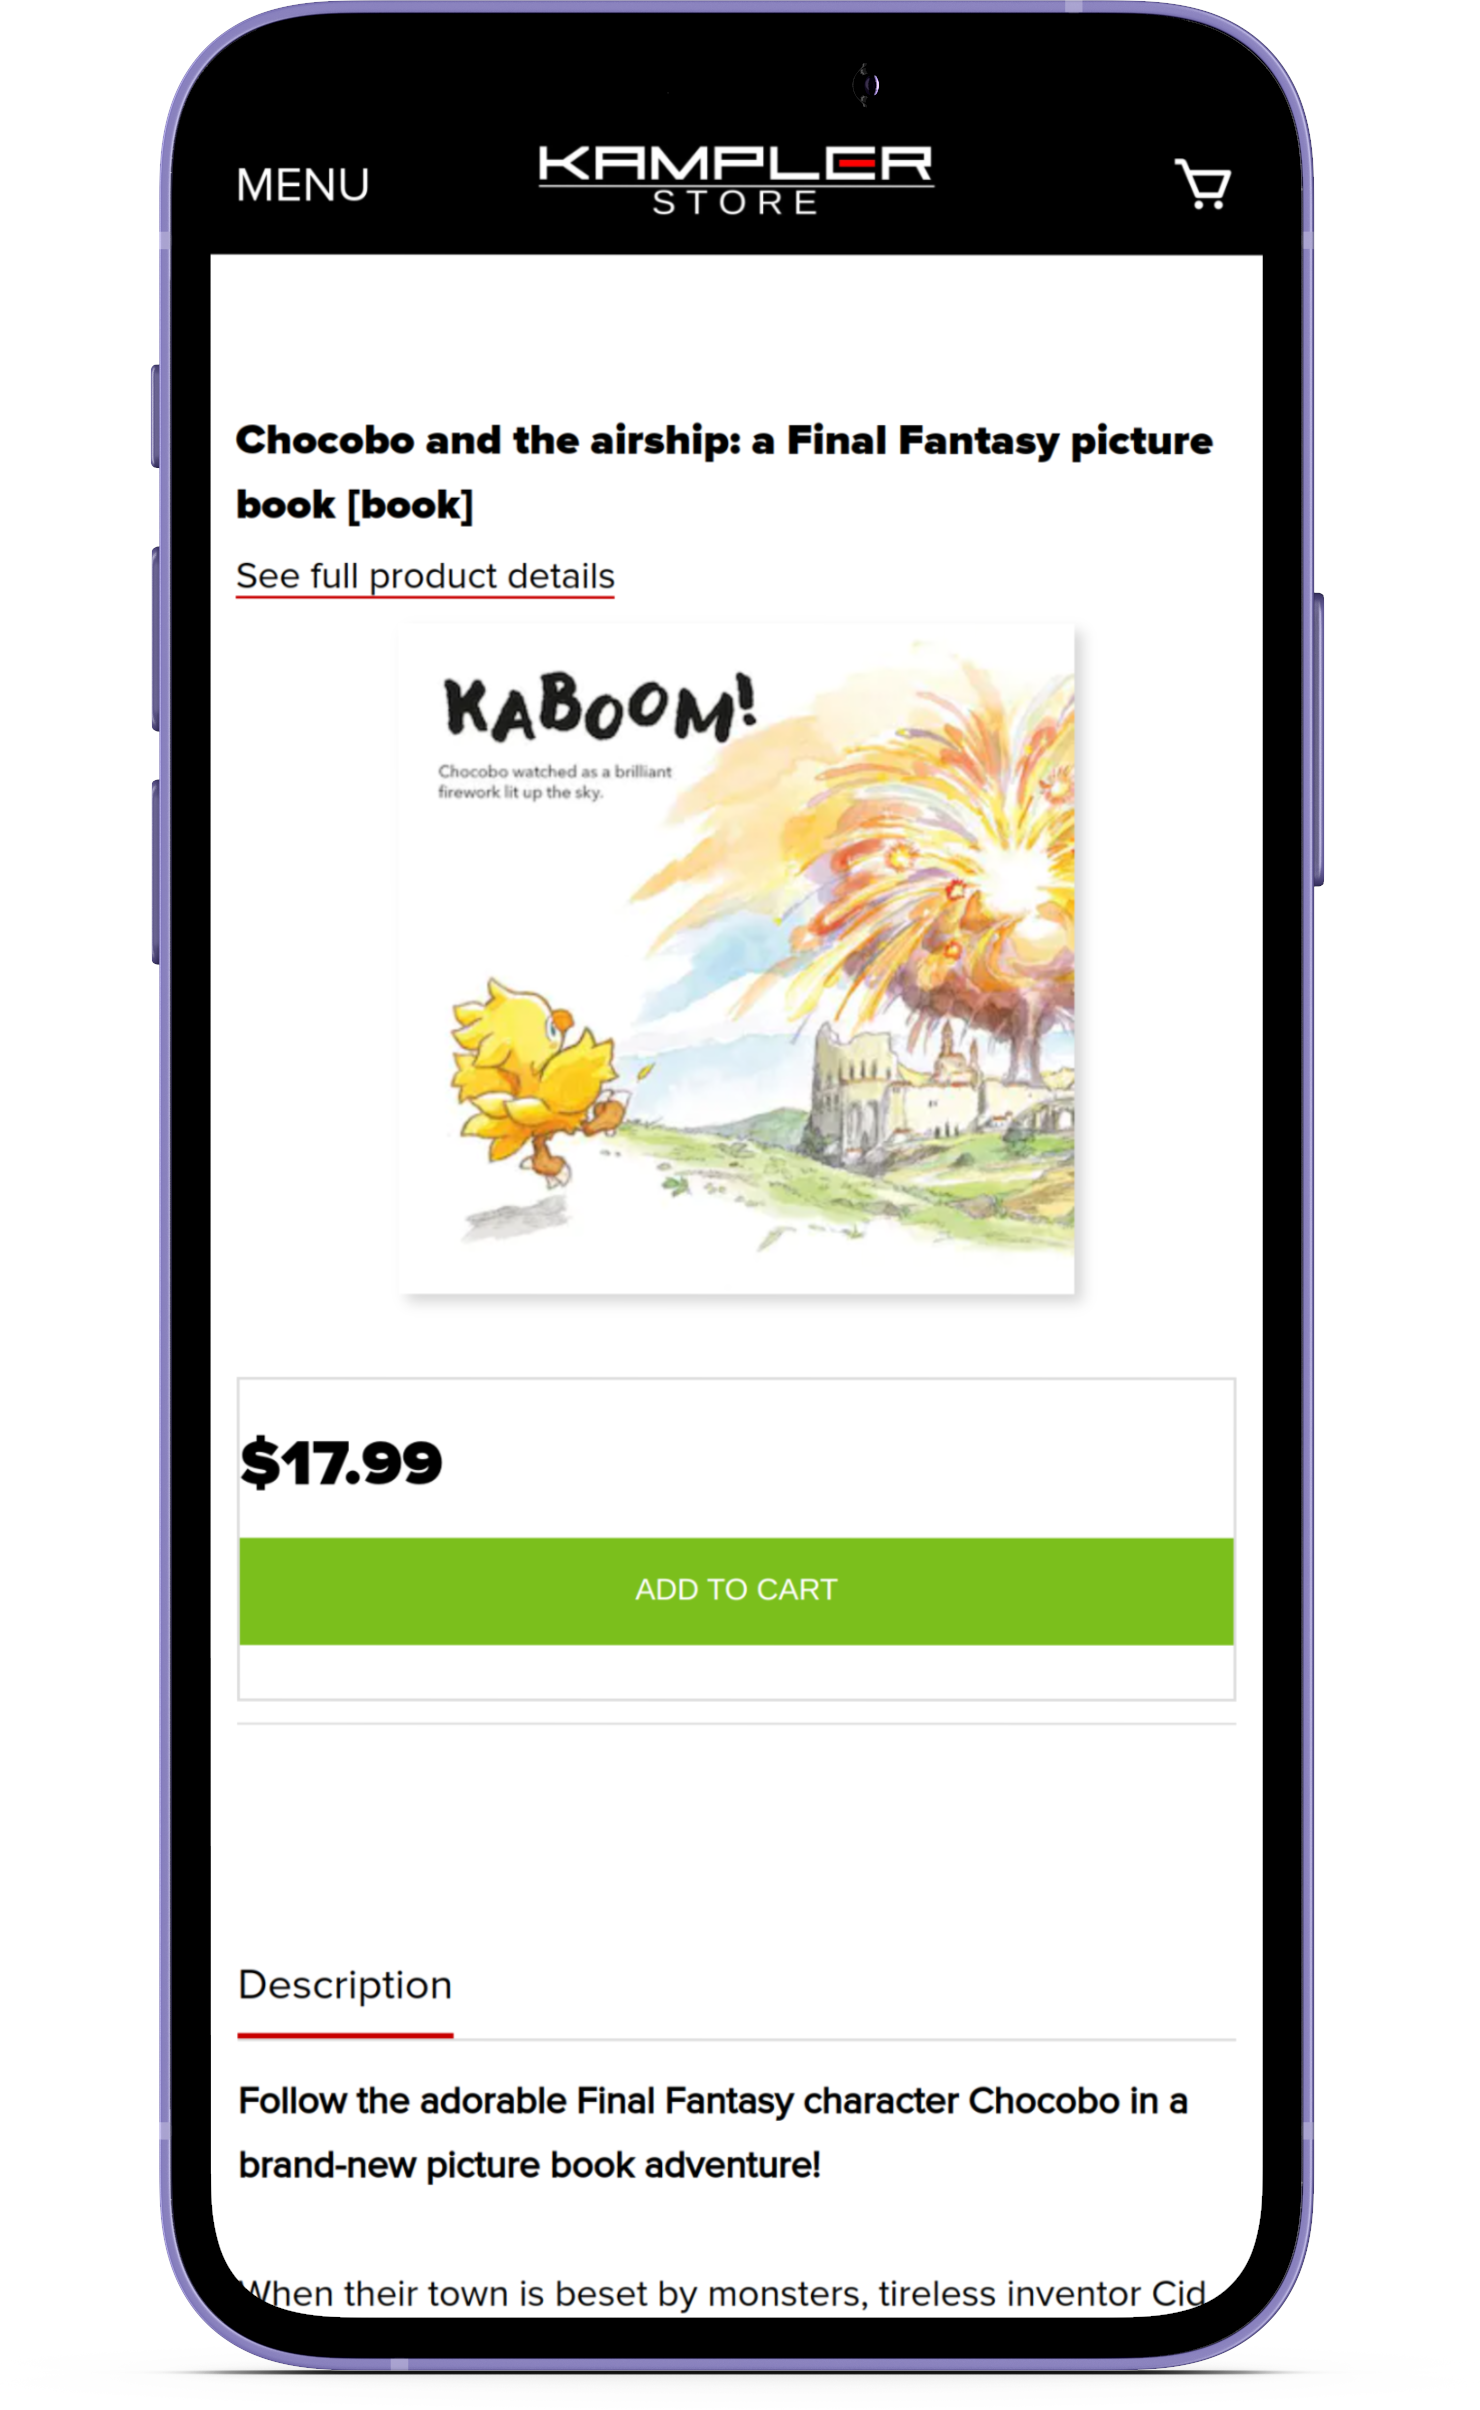 MENU
KAMPLER
STORE
Chocobo and the airship: a Final Fantasy picture
book [book]
See full product details
KABOOM!
Chocobo watched as a brilliant
firework lit up the sky.
$17.99
ADD TO CART
Description
Follow the adorable Final Fantasy character Chocobo in a
brand-new picture book adventure!
When their town is beset by monsters, tireless inventor Cid